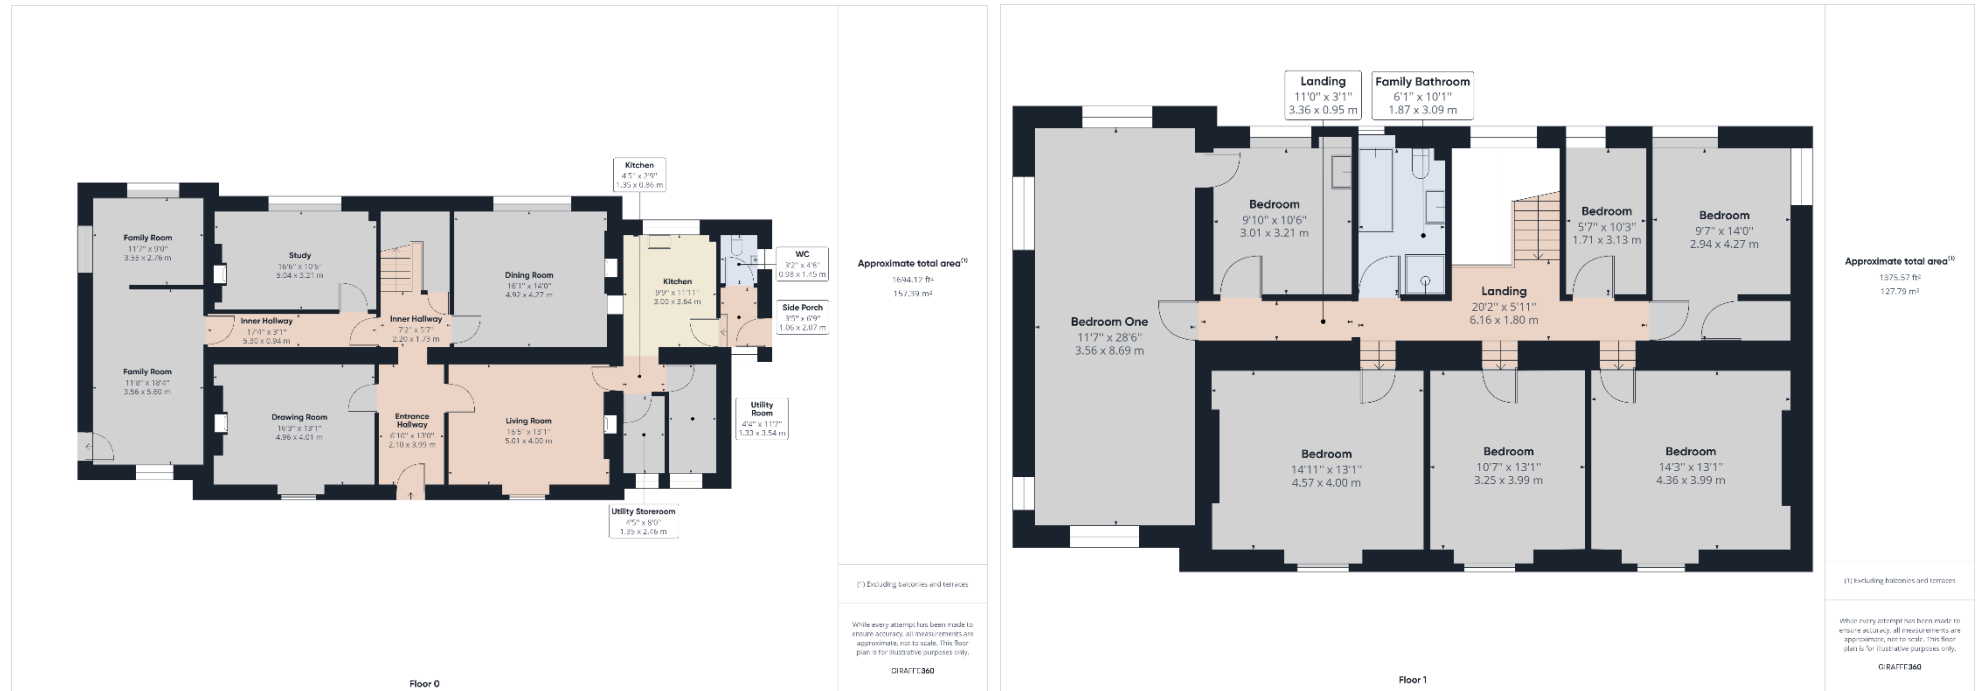 Kitchen
4'5" x 2'9"
1.35 x 0.86 m
Family Room
11'7" x 9'0"
3.55 x 2.76 m
Study
16'6" x 10'6"
5.04 x 3.21 m
Dining Room
16'1" x 14'0"
4.92 x 4.27 m
Kitchen
9'9" x 11'11"
3.00 x 3.64 m
WC
3'2" x 4'8"
0.98 x 1.45 m
Side Porch
3'5" x 6'9"
1.06 x 2.07 m
Inner Hallway
17'4" x 3'1"
5.30 x 0.94 m
Inner Hallway
7'2" x 5'7"
2.20 x 1.73 m
Family Room
11'8" x 18'4"
3.56 x 5.60 m
Drawing Room
16'3" x 13'1"
4.96 x 4.01 m
Entrance
Hallway
6'10" x 13'0"
2.10 x 3.99 m
Living Room
16'5" x 13'1"
5.01 x 4.00 m
Utility
Room
4'4" x 11'7"
1.33 x 3.54 m
Utility Storeroom
4'5" x 8'0"
1.35 x 2.46 m
Floor 0
Approximate total area(1)
1694.12 ft²
157.39 m²
(1) Excluding balconies and terraces
While every attempt has been made to
ensure accuracy, all measurements are
approximate, not to scale. This floor
plan is for illustrative purposes only.
GIRAFFE360
Landing
11'0" x 3'1"
3.36 x 0.95 m
Family Bathroom
6'1" x 10'1"
1.87 x 3.09 m
Bedroom
9'10" x 10'6"
3.01 x 3.21 m
Bedroom
5'7" x 10'3"
1.71 x 3.13 m
Bedroom
9'7" x 14'0"
2.94 x 4.27 m
Landing
20'2" x 5'11"
6.16 x 1.80 m
Bedroom One
11'7" x 28'6"
3.56 x 8.69 m
Bedroom
14'11" x 13'1"
4.57 x 4.00 m
Bedroom
10'7" x 13'1"
3.25 x 3.99 m
Bedroom
14'3" x 13'1"
4.36 x 3.99 m
Floor 1
Approximate total area(1)
1375.57 ft²
127.79 m²
(1) Excluding balconies and terraces
While every attempt has been made to
ensure accuracy, all measurements are
approximate, not to scale. This floor
plan is for illustrative purposes only.
GIRAFFE360